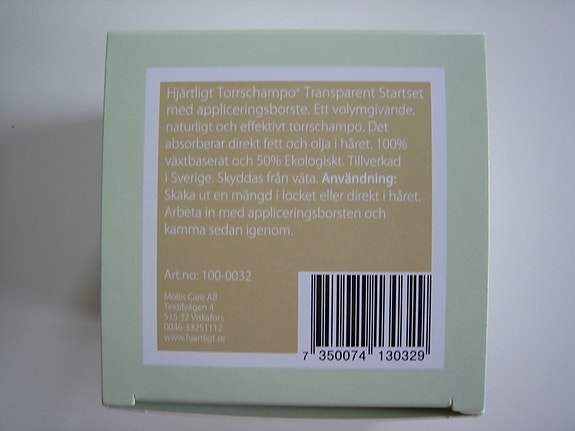 Hjärtligt Torrschampo® Transparent Startset
med appliceringsborste. Ett volymgivande,
naturligt och effektivt torrschampo. Det
absorberar direkt fett och olja i håret. 100%
växtbaserat och 50% Ekologiskt. Tillverkad
i Sverige. Skyddas från väta. Användning:
Skaka ut en mängd i locket eller direkt i håret.
Arbeta in med appliceringsborsten och
kamma sedan igenom.
Art.no: 100-0032
Mollis Care AB
Textilvägen 4
515 32 Viskafors
0046-33251112
www.hjartligt.se
7 350074 130329